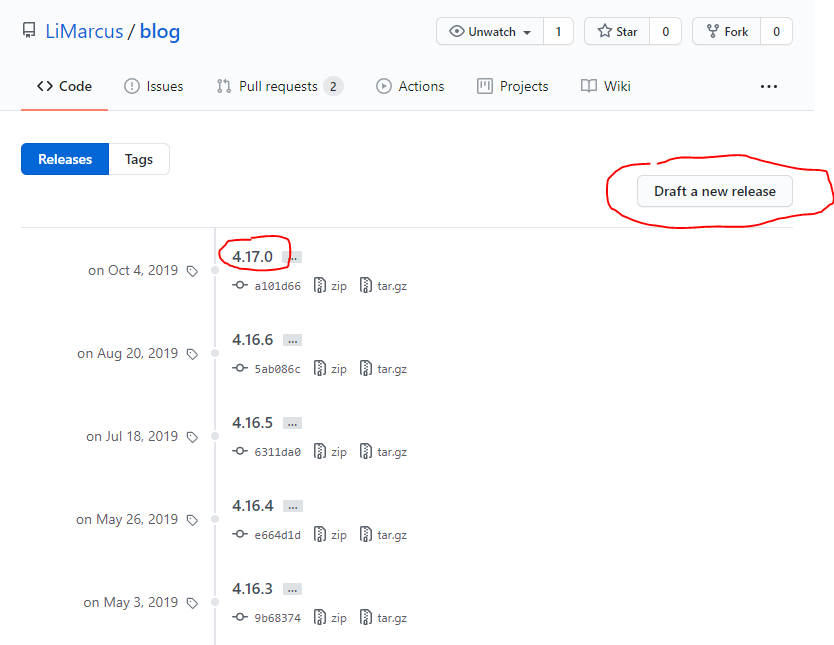 LiMarcus / blog
Unwatch 1 Star 0 Fork 0
Code Issues Pull requests 2 Actions Projects Wiki ...
Releases Tags
Draft a new release
4.17.0 ...
on Oct 4, 2019
a101d66 zip tar.gz
4.16.6 ...
on Aug 20, 2019
5ab086c zip tar.gz
4.16.5 ...
on Jul 18, 2019
6311da0 zip tar.gz
4.16.4 ...
on May 26, 2019
e664d1d zip tar.gz
4.16.3 ...
on May 3, 2019
9b68374 zip tar.gz